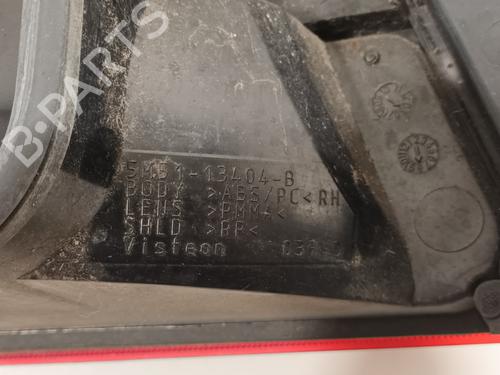 B-PARTS
5M51-13404-B
BODY >ABS/PC< RH
LENS >PMMA<
SHLD >PP<
Visteon